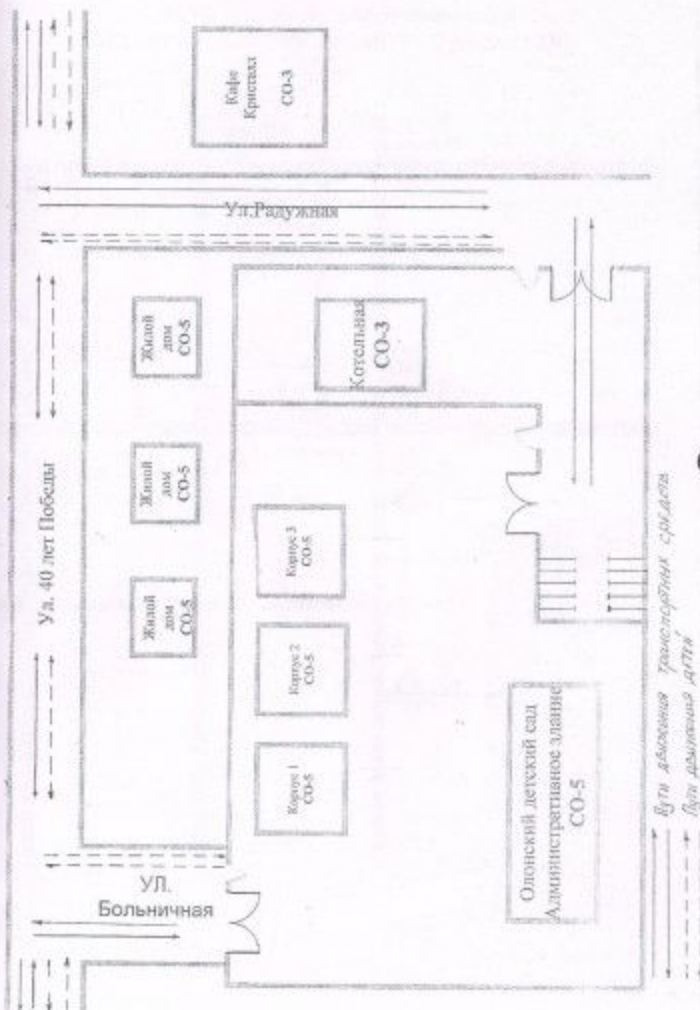 Кафе
Кристалл
СО-3
Ул.Радужная
Ул. 40 лет Победы
Жилой
дом
СО-5
Котельная
СО-3
Жилой
дом
СО-5
Жилой
дом
СО-5
Корпус 3
СО-5
Корпус 2
СО-5
Корпус 1
СО-5
Олонский детский сад
Административное здание
СО-5
УЛ.
Больничная
Пути движения транспортных средств
Пути движения детей